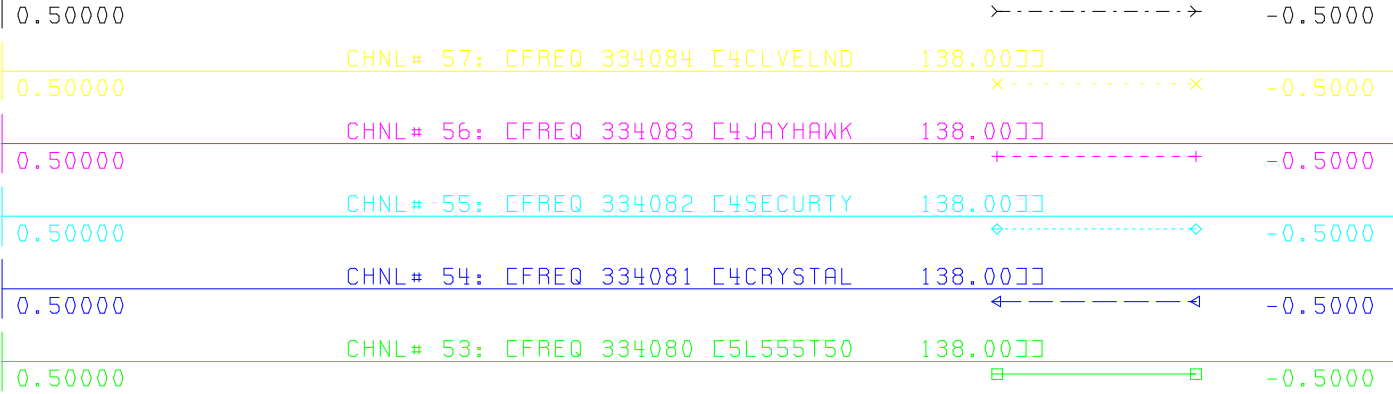 0.50000 -0.5000
CHNL# 57: [FREQ 334084 [4CLVELND 138.00]]
0.50000 -0.5000
CHNL# 56: [FREQ 334083 [4JAYHAWK 138.00]]
0.50000 -0.5000
CHNL# 55: [FREQ 334082 [4SECURTY 138.00]]
0.50000 -0.5000
CHNL# 54: [FREQ 334081 [4CRYSTAL 138.00]]
0.50000 -0.5000
CHNL# 53: [FREQ 334080 [5L555T50 138.00]]
0.50000 -0.5000